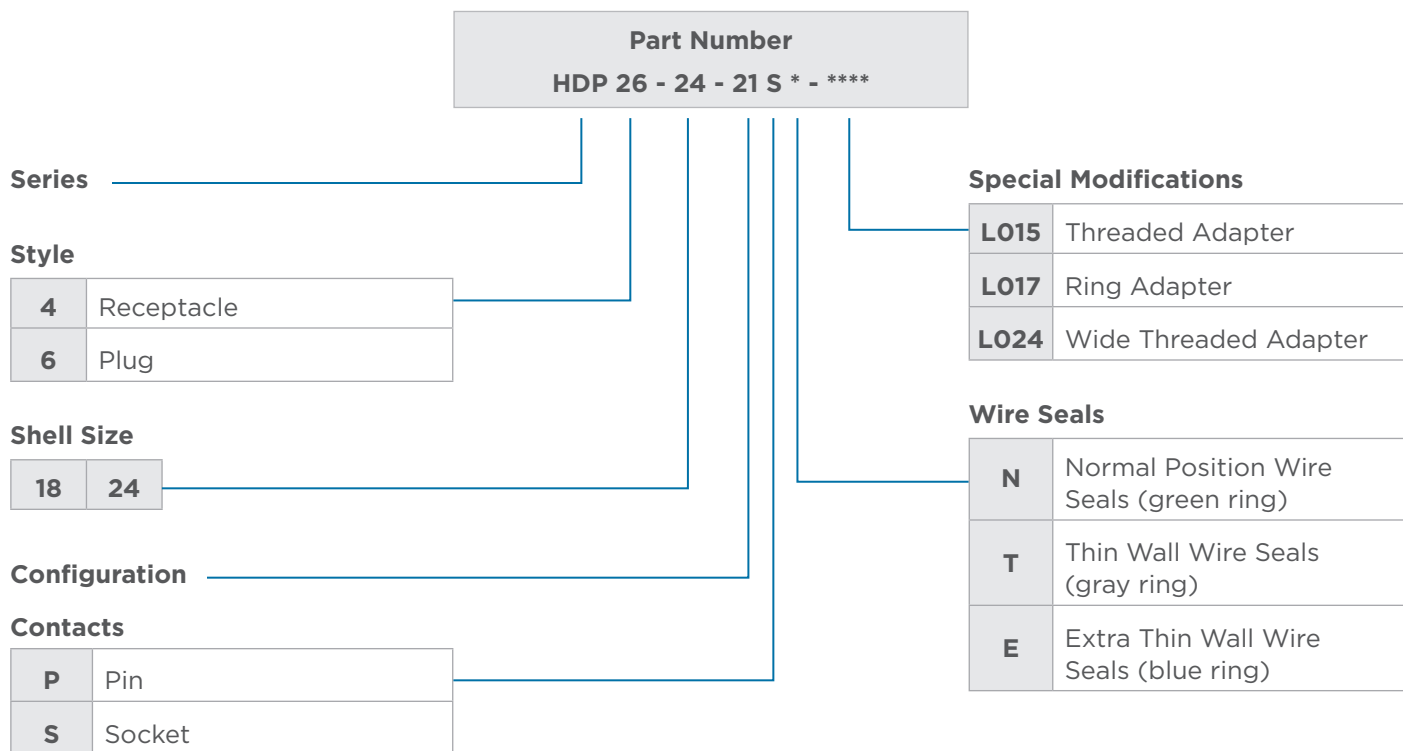 Part Number
HDP 26 - 24 - 21 S * - ****
Series
Style
4 Receptacle
6 Plug
Shell Size
18 24
Configuration
Contacts
P Pin
S Socket
Special Modifications
L015 Threaded Adapter
L017 Ring Adapter
L024 Wide Threaded Adapter
Wire Seals
N Normal Position Wire
Seals (green ring)
T Thin Wall Wire Seals
(gray ring)
E Extra Thin Wall Wire
Seals (blue ring)